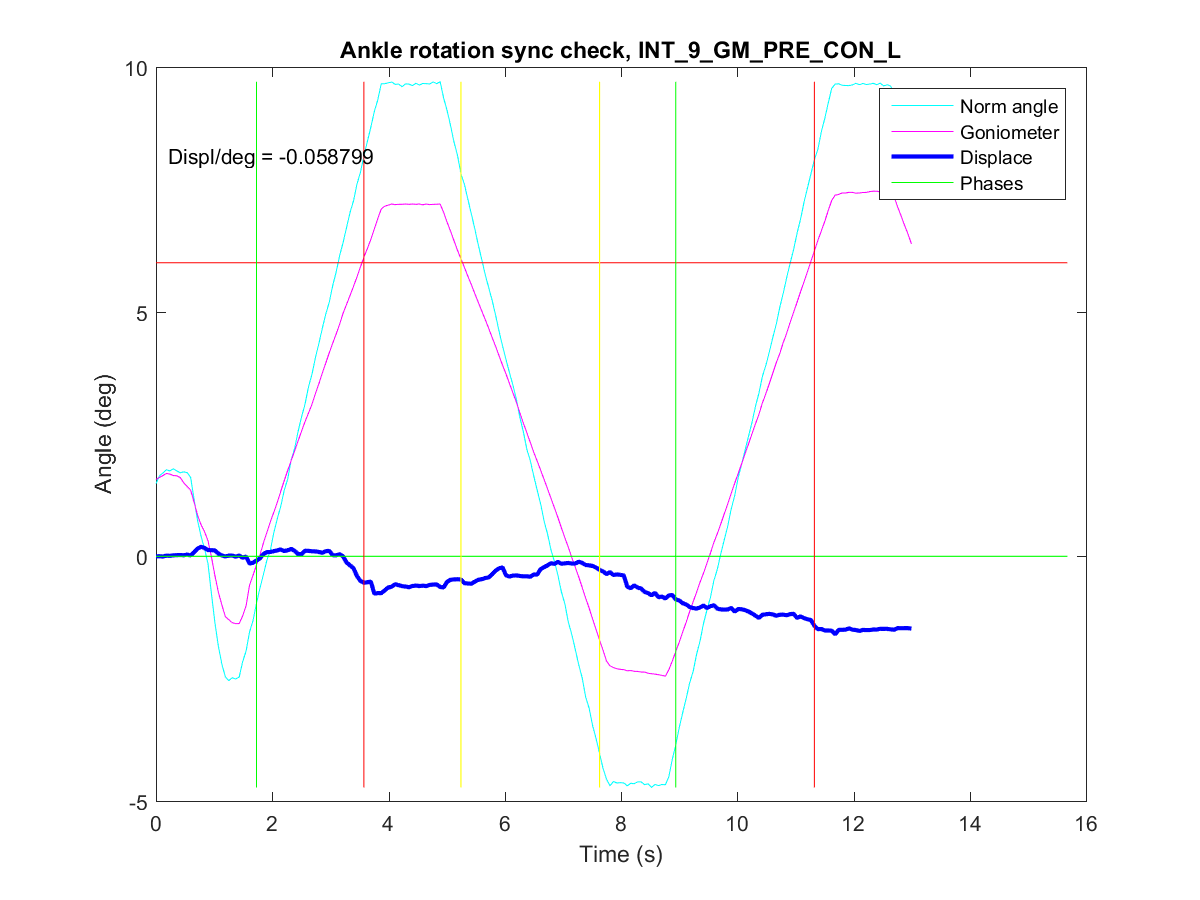 Ankle rotation sync check, INT_9_GM_PRE_CON_L
10
Norm angle
Goniometer
Displace
Phases
Displ/deg = -0.058799
5
Angle (deg)
0
-5
0 2 4 6 8 10 12 14 16
Time (s)